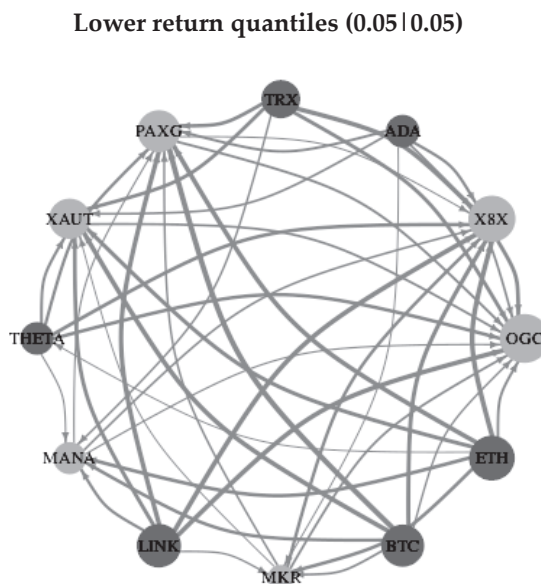 Lower return quantiles (0.05|0.05)
TRX
PAXG
ADA
XAUT
X8X
THETA
OGC
MANA
ETH
LINK
BTC
MKR